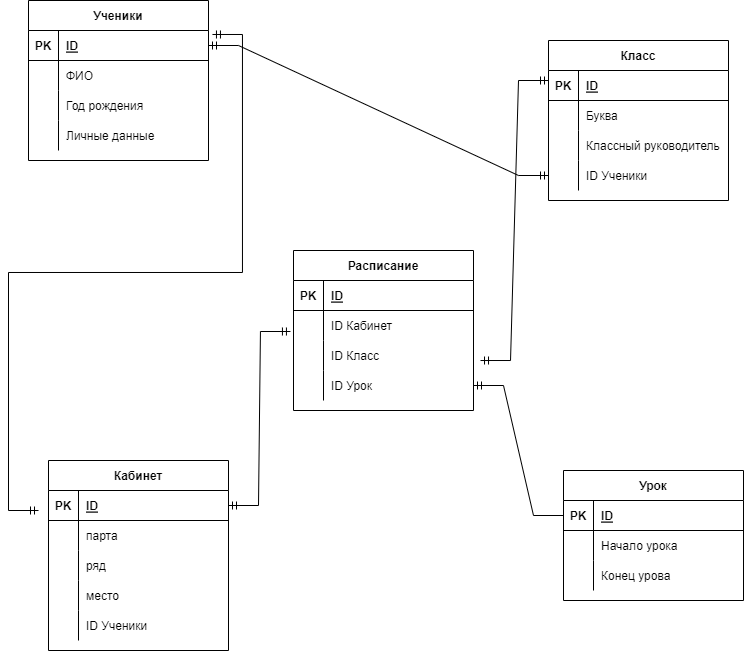 Ученики
PK ID
ФИО
Год рождения
Личные данные
Класс
PK ID
Буква
Классный руководитель
ID Ученики
Расписание
PK ID
ID Кабинет
ID Класс
ID Урок
Кабинет
PK ID
парта
ряд
место
ID Ученики
Урок
PK ID
Начало урока
Конец урова